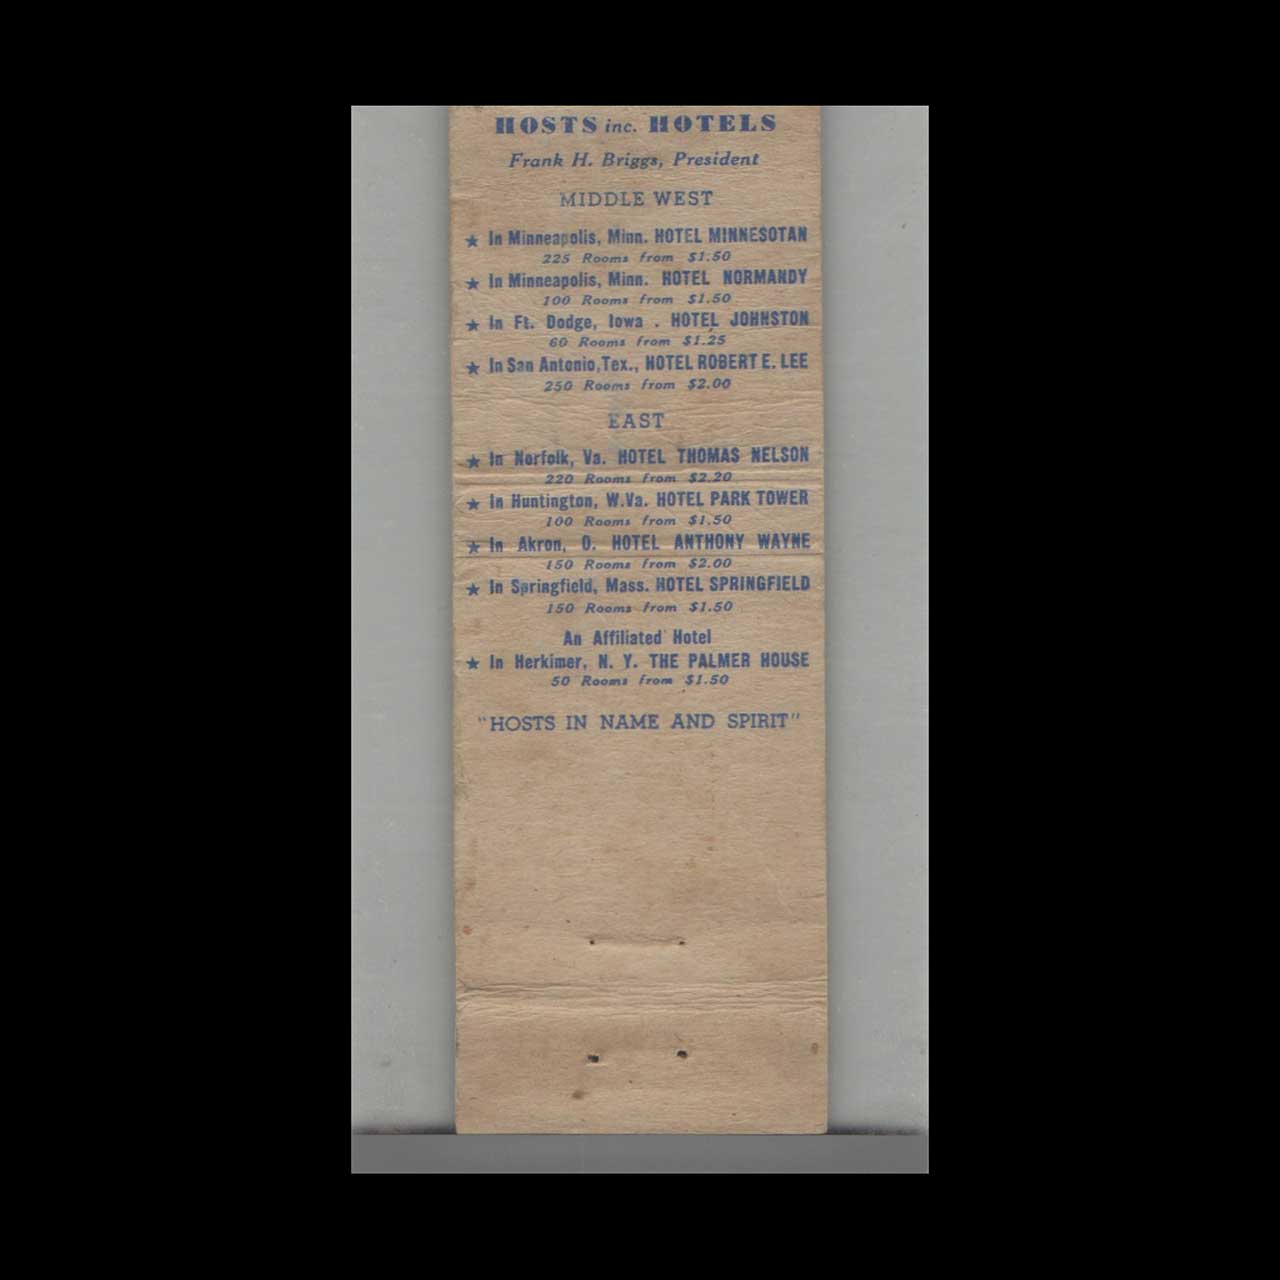 HOSTS inc. HOTELS
Frank H. Briggs, President
MIDDLE WEST
★ In Minneapolis, Minn. HOTEL MINNESOTAN
225 Rooms from $1.50
★ In Minneapolis, Minn. HOTEL NORMANDY
100 Rooms from $1.50
★ In Ft. Dodge, Iowa . HOTEL JOHNSTON
60 Rooms from $1.25
★ In San Antonio, Tex., HOTEL ROBERT E. LEE
250 Rooms from $2.00
EAST
★ In Norfolk, Va. HOTEL THOMAS NELSON
220 Rooms from $2.20
★ In Huntington, W.Va. HOTEL PARK TOWER
100 Rooms from $1.50
★ In Akron, O. HOTEL ANTHONY WAYNE
150 Rooms from $2.00
★ In Springfield, Mass. HOTEL SPRINGFIELD
150 Rooms from $1.50
An Affiliated Hotel
★ In Herkimer, N. Y. THE PALMER HOUSE
50 Rooms from $1.50
"HOSTS IN NAME AND SPIRIT"